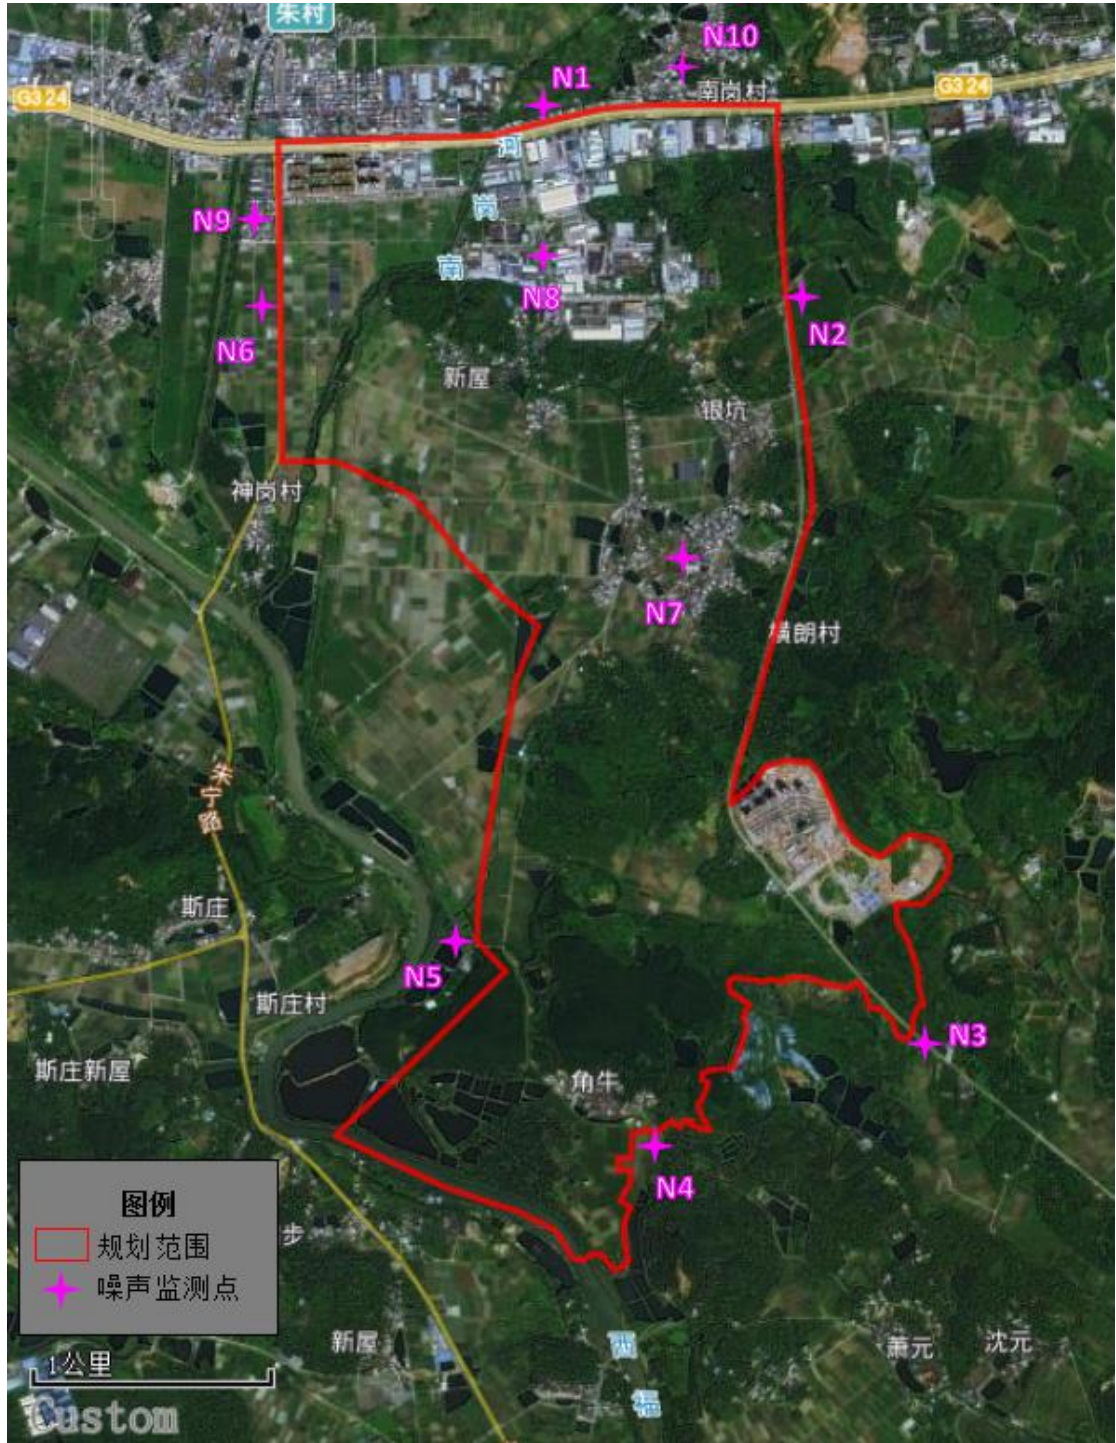 朱村
N10
N1
G324
南岗村
G324
河
岗
南
N9
N8
N2
N6
新屋
银坑
神岗村
N7
横朗村
朱宁路
斯庄
N5
斯庄村
N3
斯庄新屋
角牛
N4
图例
规划范围
步
噪声监测点
新屋
西
福
萧元
沈元
1公里
Custom